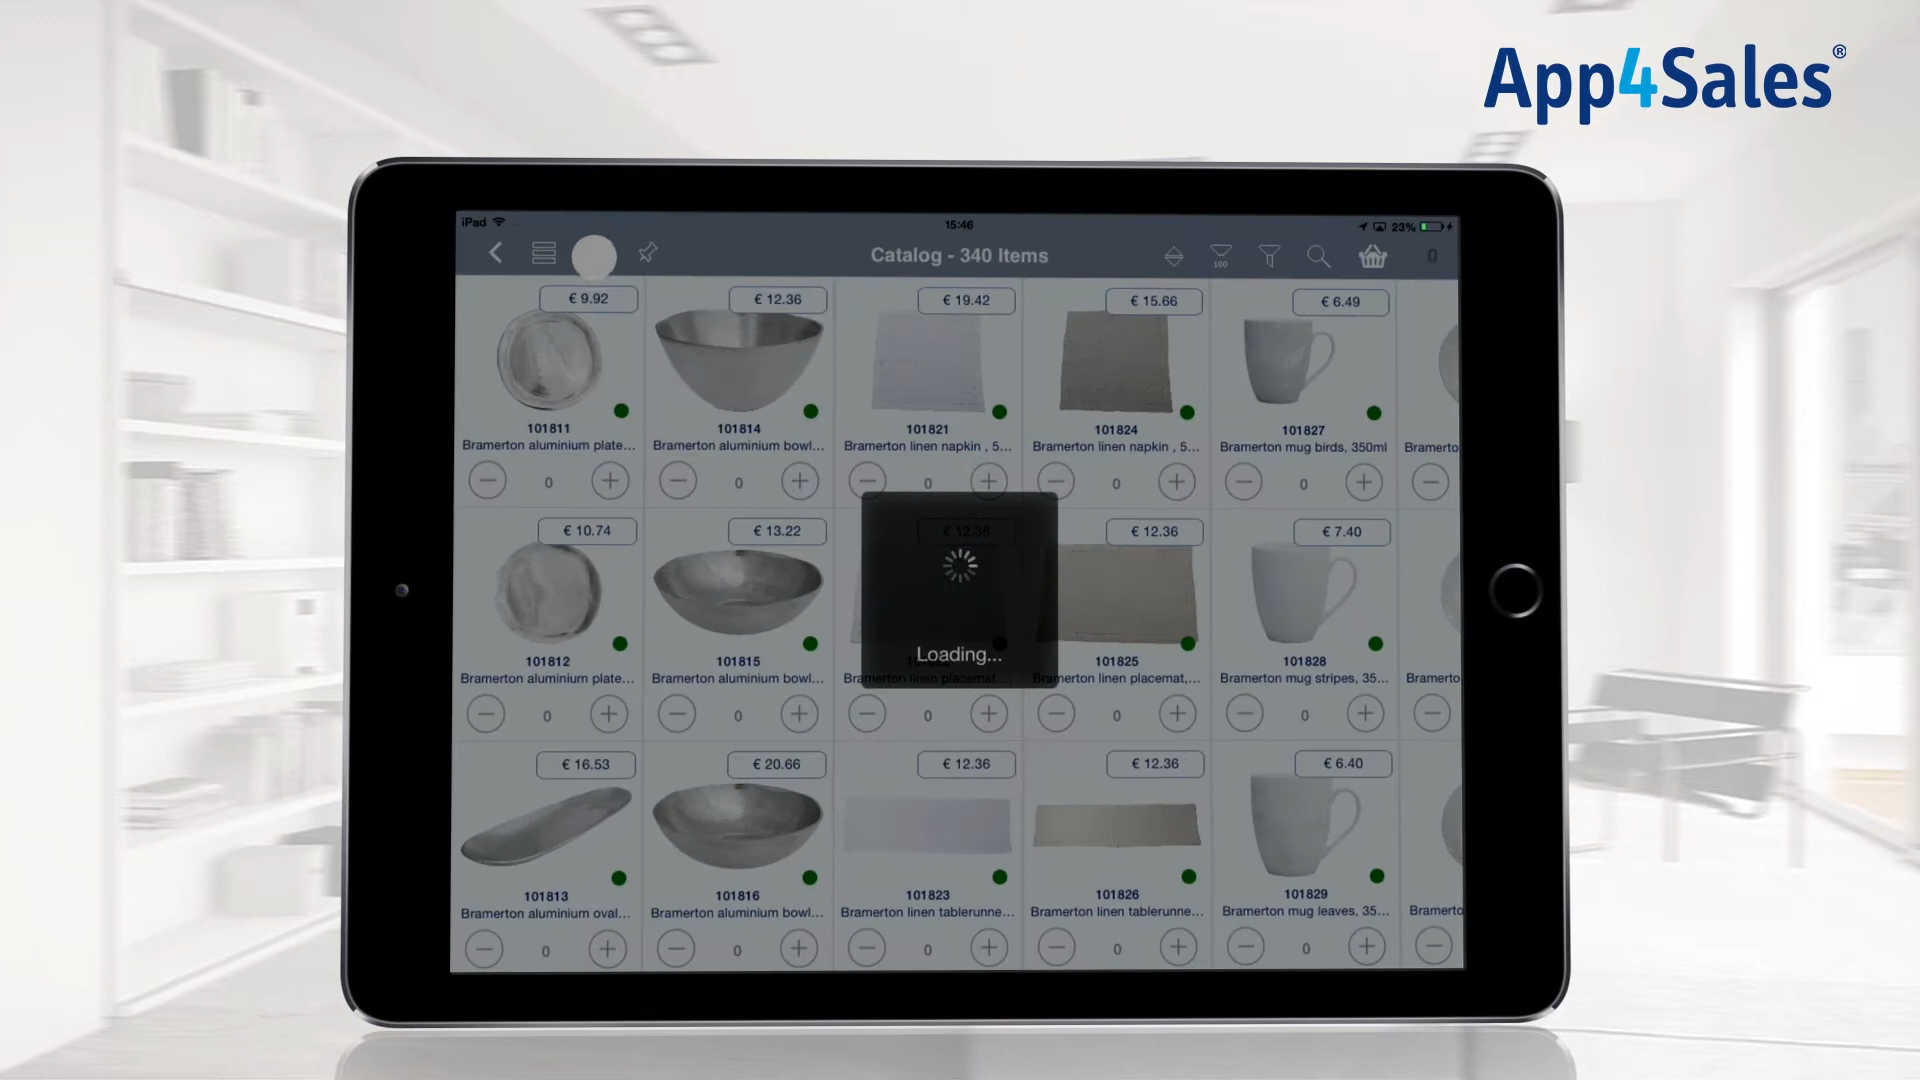 App4Sales®
iPad 15:46 23%
Catalog - 340 Items 100 0
€ 9.92 € 12.36 € 19.42 € 15.66 € 6.49
101811 101814 101821 101824 101827
Bramerton aluminium plate... Bramerton aluminium bowl... Bramerton linen napkin , 5... Bramerton linen napkin , 5... Bramerton mug birds, 350ml Bramerto
0 0 0 0 0
€ 10.74 € 13.22 € 12.36 € 12.36 € 7.40
101812 101815 101825 101828
Loading...
Bramerton aluminium plate... Bramerton aluminium bowl... Bramerton linen placemat,... Bramerton linen placemat,... Bramerton mug stripes, 35... Bramerto
0 0 0 0 0
€ 16.53 € 20.66 € 12.36 € 12.36 € 6.40
101813 101816 101823 101826 101829
Bramerton aluminium oval... Bramerton aluminium bowl... Bramerton linen tablerunne... Bramerton linen tablerunne... Bramerton mug leaves, 35... Bramerto
0 0 0 0 0